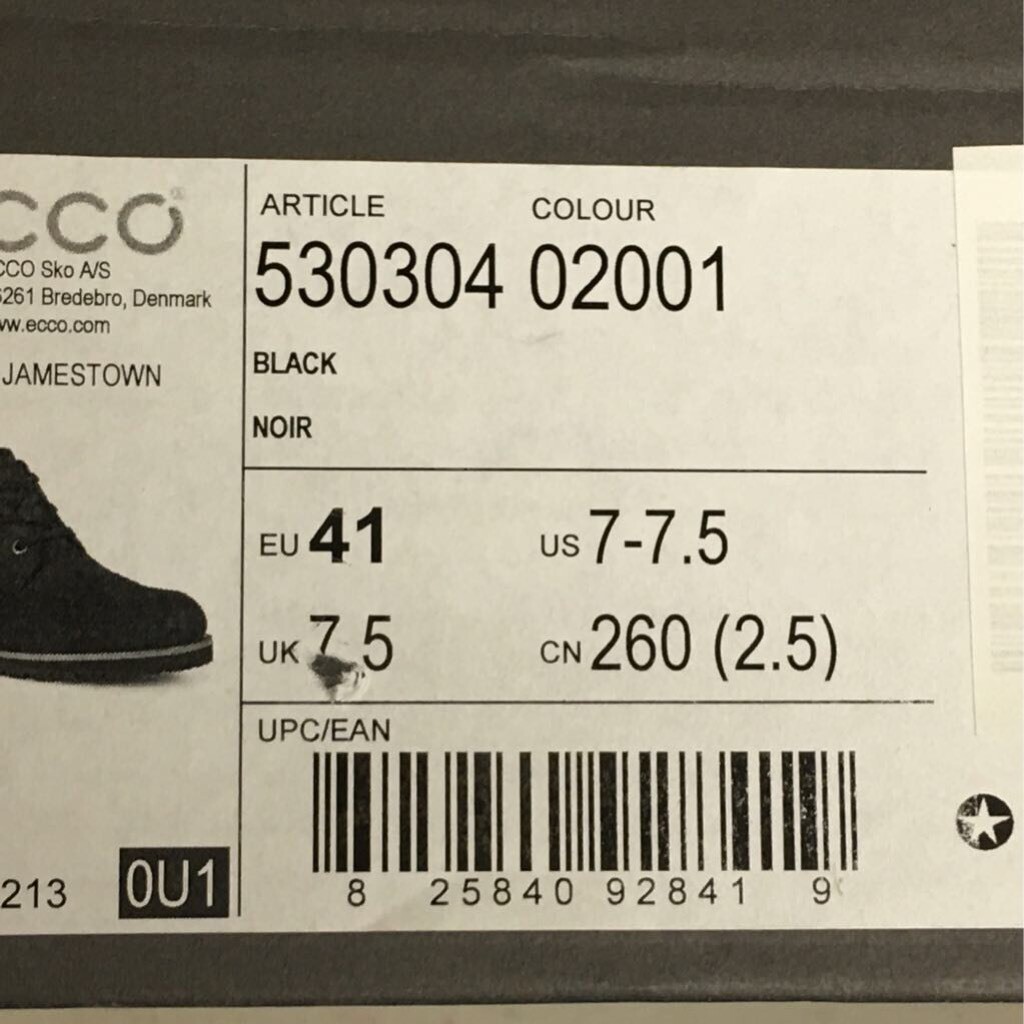 CCO®
CCO Sko A/S
6261 Bredebro, Denmark
ww.ecco.com
JAMESTOWN
213
0U1
ARTICLE COLOUR
530304 02001
BLACK
NOIR
EU 41 US 7-7.5
UK 7.5 CN 260 (2.5)
UPC/EAN
8 25840 92841 9